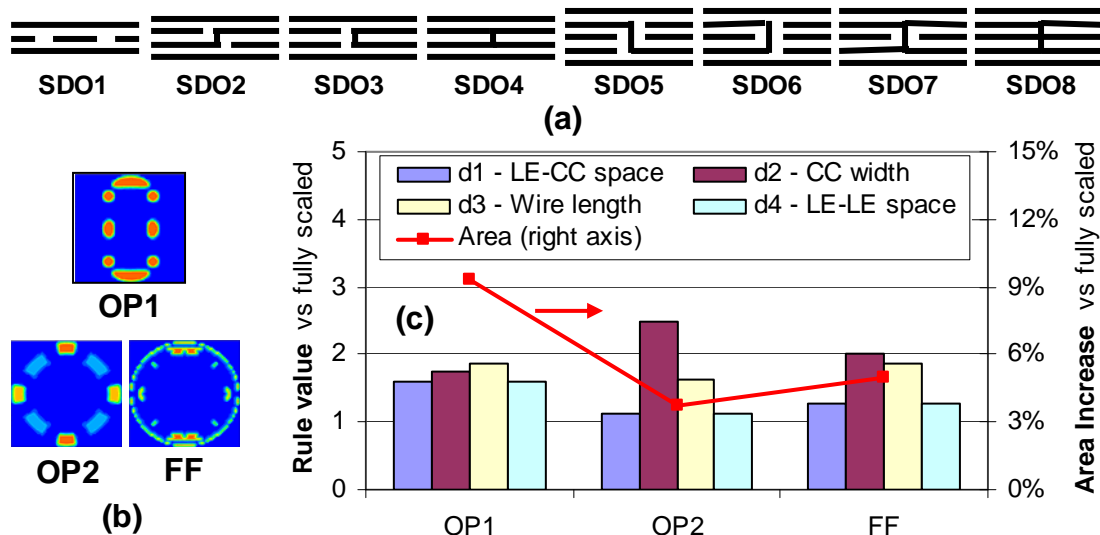 SDO1 SDO2 SDO3 SDO4 SDO5 SDO6 SDO7 SDO8
(a)
OP1
OP2 FF
(b)
5
4
3
2
1
0
Rule value vs fully scaled
d1 - LE-CC space d2 - CC width
d3 - Wire length d4 - LE-LE space
Area (right axis)
(c)
15%
12%
9%
6%
3%
0%
Area Increase vs fully scaled
OP1 OP2 FF